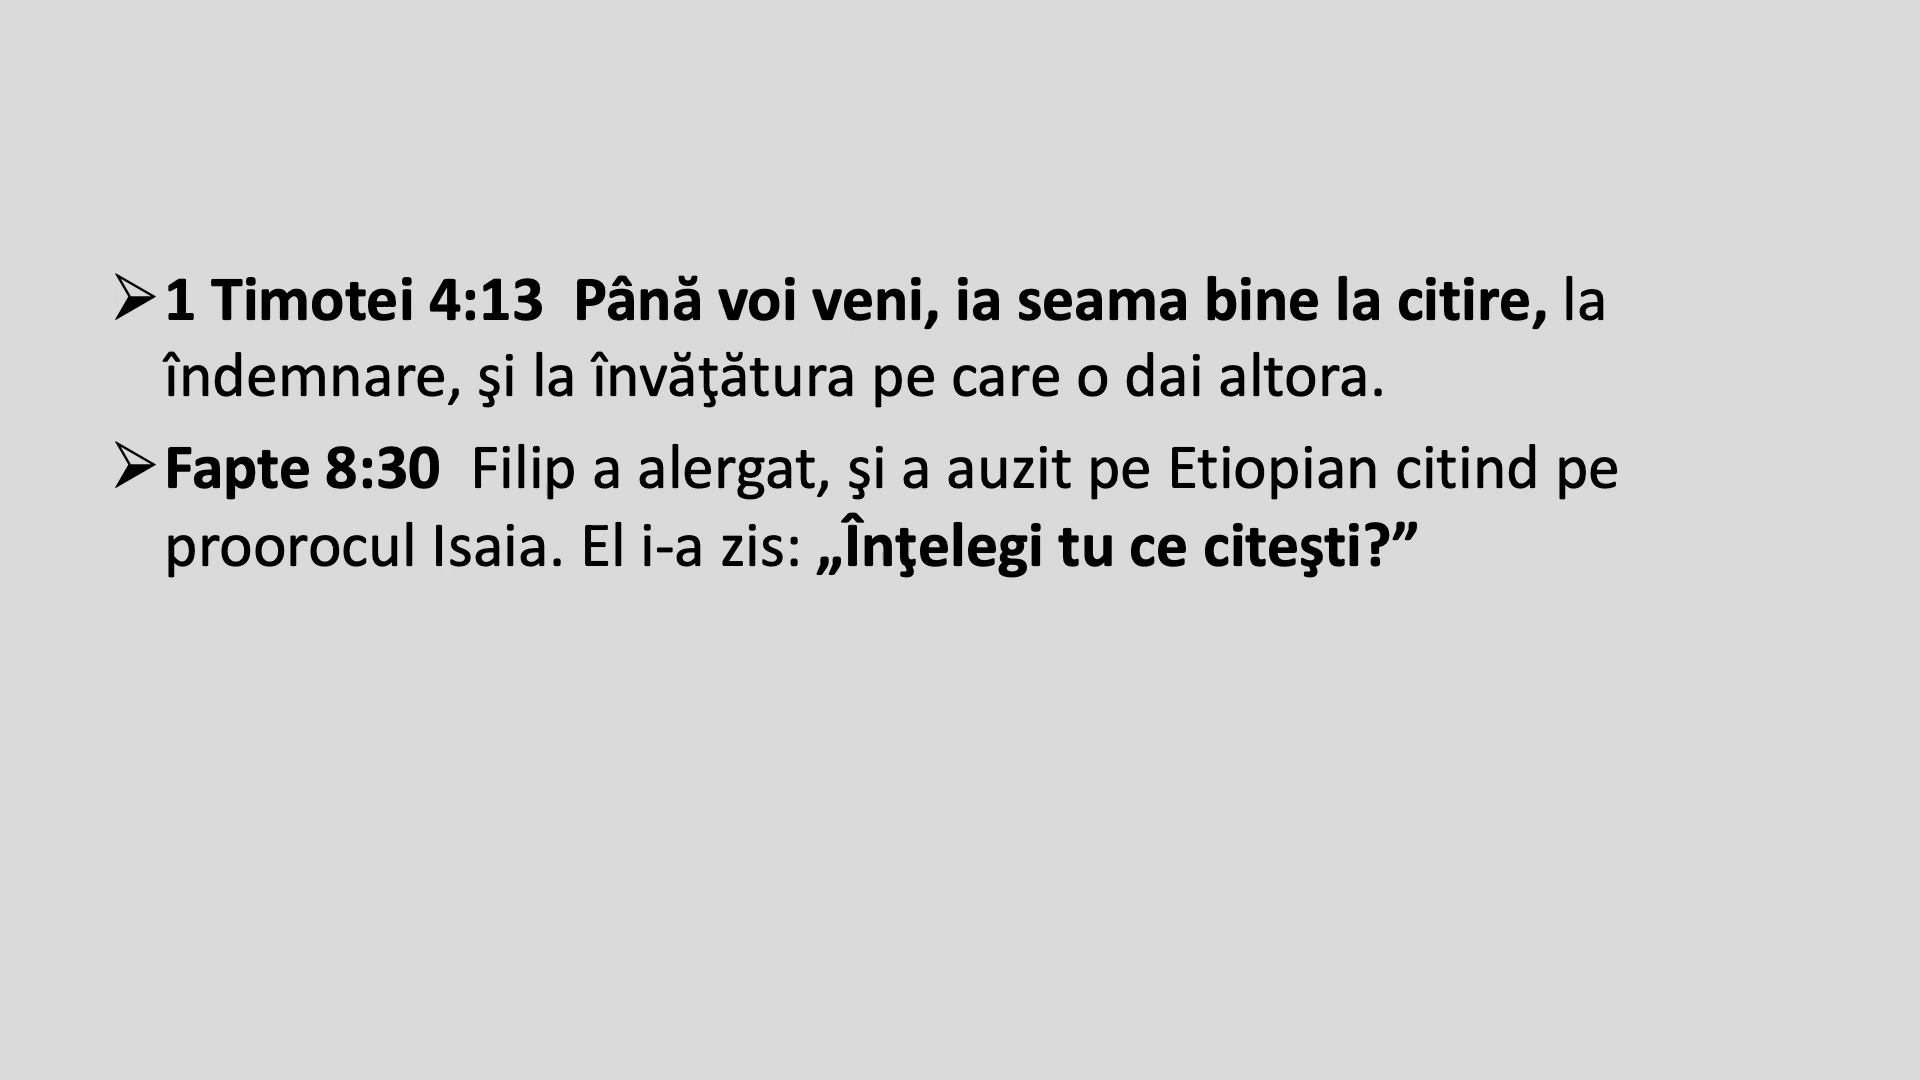 ➢1 Timotei 4:13  Până voi veni, ia seama bine la citire, la
îndemnare, şi la învăţătura pe care o dai altora.
➢Fapte 8:30  Filip a alergat, şi a auzit pe Etiopian citind pe
proorocul Isaia. El i-a zis: „Înţelegi tu ce citeşti?”